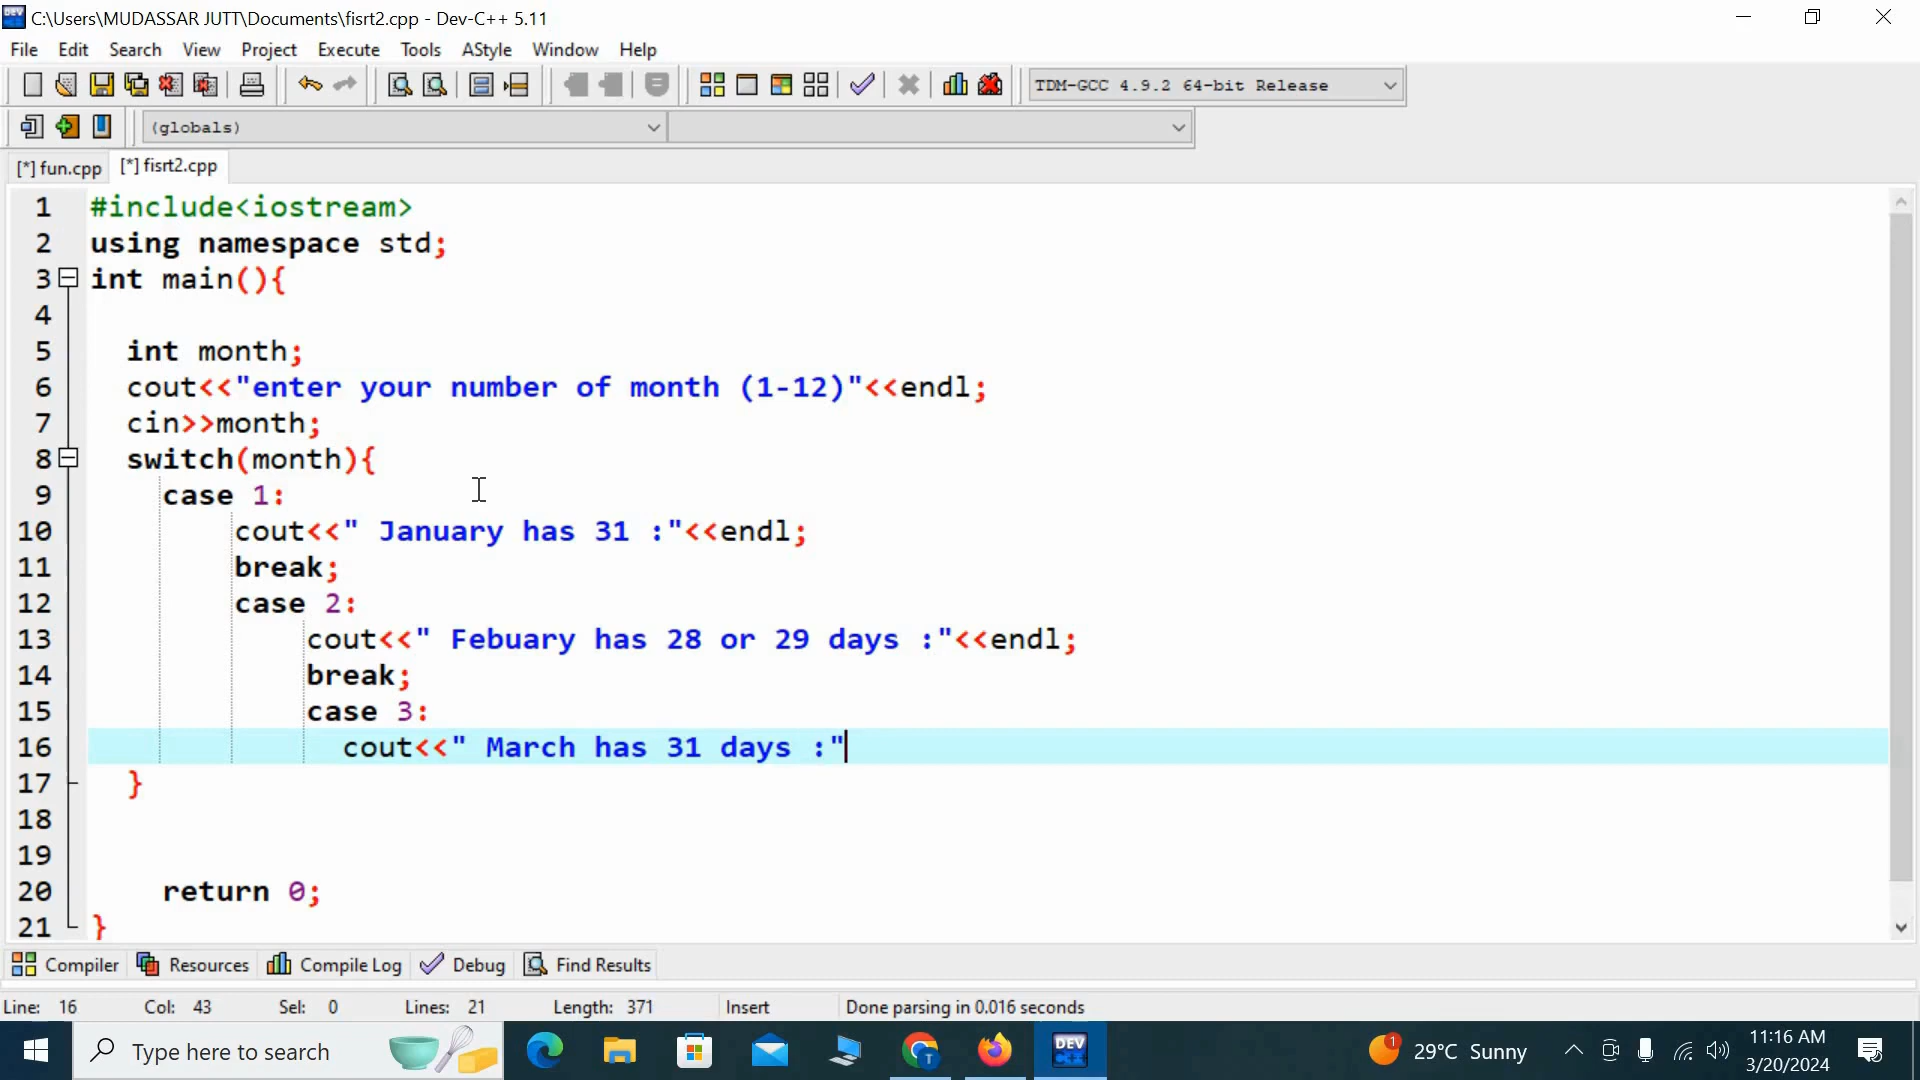 C:\Users\MUDASSAR JUTT\Documents\fisrt2.cpp - Dev-C++ 5.11
File Edit Search View Project Execute Tools AStyle Window Help
TDM-GCC 4.9.2 64-bit Release
(globals)
[*] fun.cpp [*] fisrt2.cpp
1 #include<iostream>
2 using namespace std;
3 int main(){
4
5 int month;
6 cout<<"enter your number of month (1-12)"<<endl;
7 cin>>month;
8 switch(month){
9 case 1:
10 cout<<" January has 31 :"<<endl;
11 break;
12 case 2:
13 cout<<" Febuary has 28 or 29 days :"<<endl;
14 break;
15 case 3:
16 cout<<" March has 31 days :"
17 }
18
19
20 return 0;
21 }
Compiler Resources Compile Log Debug Find Results
Line: 16 Col: 43 Sel: 0 Lines: 21 Length: 371 Insert Done parsing in 0.016 seconds
Type here to search
DEV C++
1
29°C Sunny
11:16 AM
3/20/2024